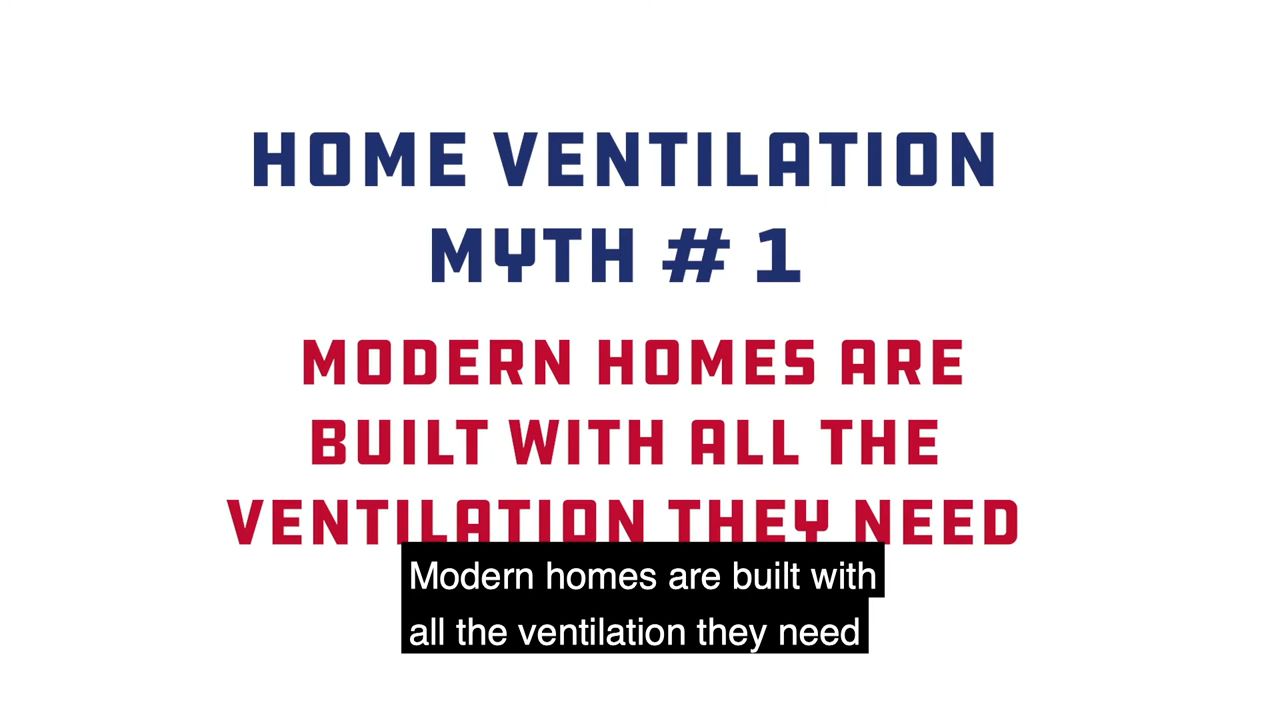 HOME VENTILATION
MYTH # 1
MODERN HOMES ARE
BUILT WITH ALL THE
VENTILATION THEY NEED
Modern homes are built with
all the ventilation they need